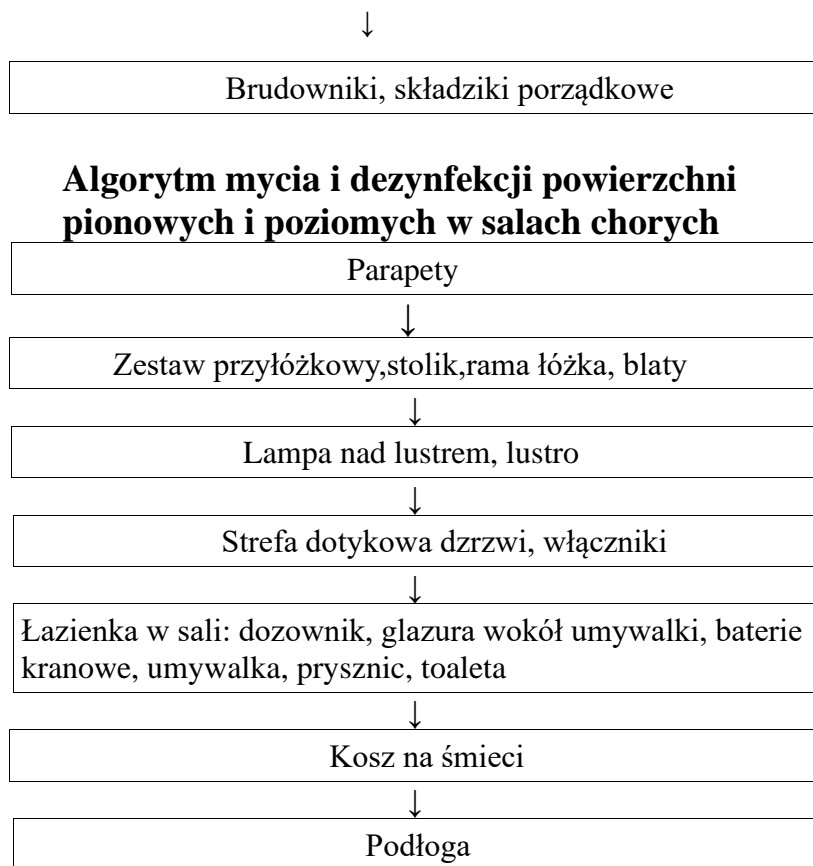 ↓
Brudowniki, składziki porządkowe
Algorytm mycia i dezynfekcji powierzchni
pionowych i poziomych w salach chorych
Parapety
↓
Zestaw przyłóżkowy,stolik,rama łóżka, blaty
↓
Lampa nad lustrem, lustro
↓
Strefa dotykowa dzrzwi, włączniki
↓
Łazienka w sali: dozownik, glazura wokół umywalki, baterie
kranowe, umywalka, prysznic, toaleta
↓
Kosz na śmieci
↓
Podłoga